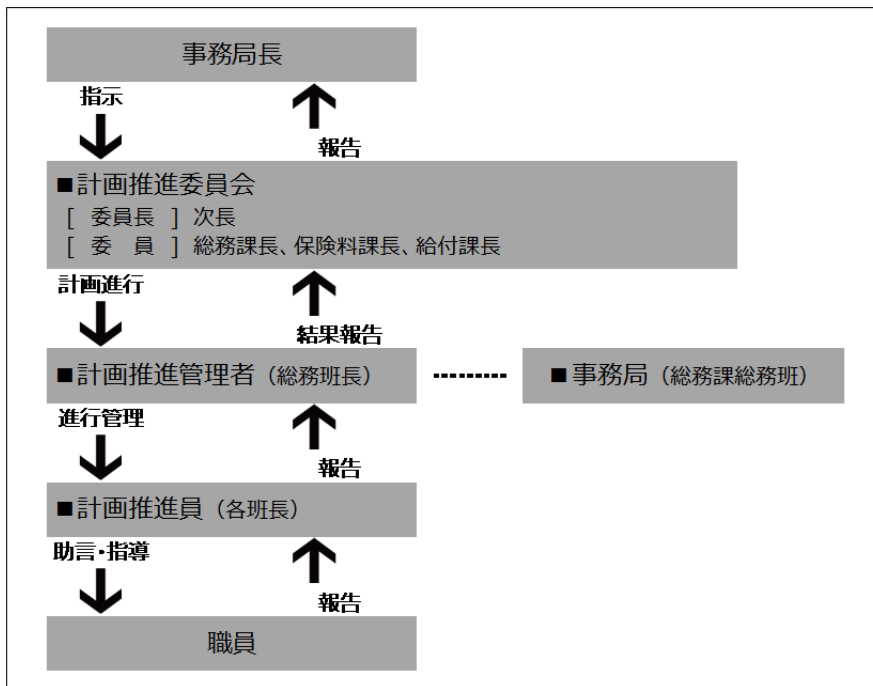 事務局長
指示
報告
■計画推進委員会
[ 委員長 ] 次長
[ 委　員 ] 総務課長、保険料課長、給付課長
計画進行
結果報告
■計画推進管理者（総務班長）
■事務局（総務課総務班）
進行管理
報告
■計画推進員（各班長）
助言・指導
報告
職員